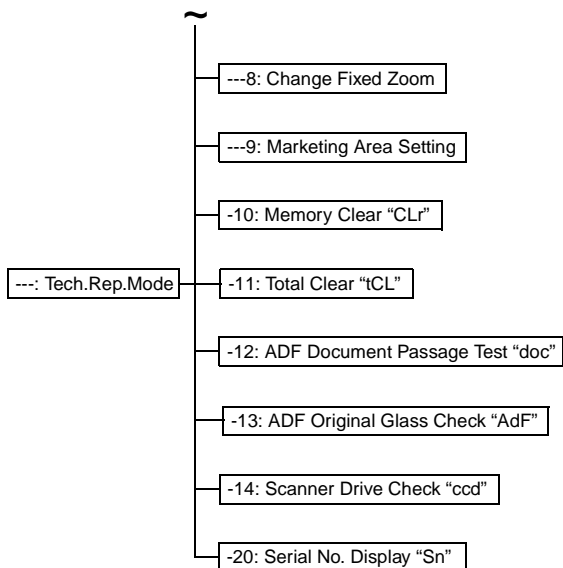 ~
---8: Change Fixed Zoom
---9: Marketing Area Setting
-10: Memory Clear “CLr”
---: Tech.Rep.Mode
-11: Total Clear “tCL”
-12: ADF Document Passage Test “doc”
-13: ADF Original Glass Check “AdF”
-14: Scanner Drive Check “ccd”
-20: Serial No. Display “Sn”